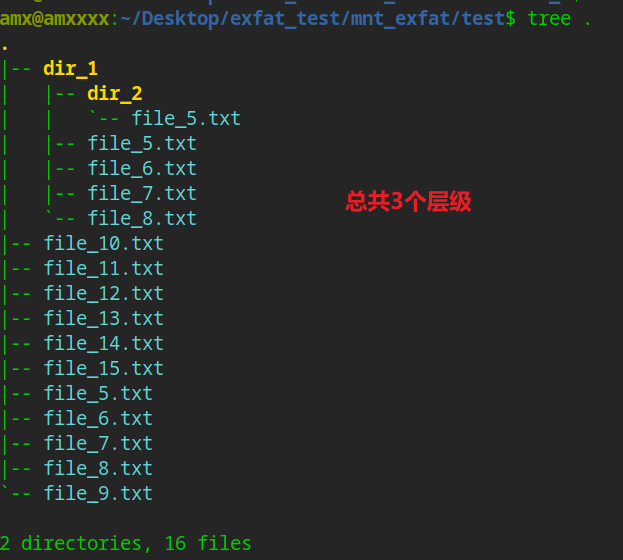 amx@amxxxx:~/Desktop/exfat_test/mnt_exfat/test$ tree .
.
|-- dir_1
|   |-- dir_2
|   |   `-- file_5.txt
|   |-- file_5.txt
|   |-- file_6.txt
|   |-- file_7.txt
|   `-- file_8.txt
总共3个层级
|-- file_10.txt
|-- file_11.txt
|-- file_12.txt
|-- file_13.txt
|-- file_14.txt
|-- file_15.txt
|-- file_5.txt
|-- file_6.txt
|-- file_7.txt
|-- file_8.txt
`-- file_9.txt
2 directories, 16 files